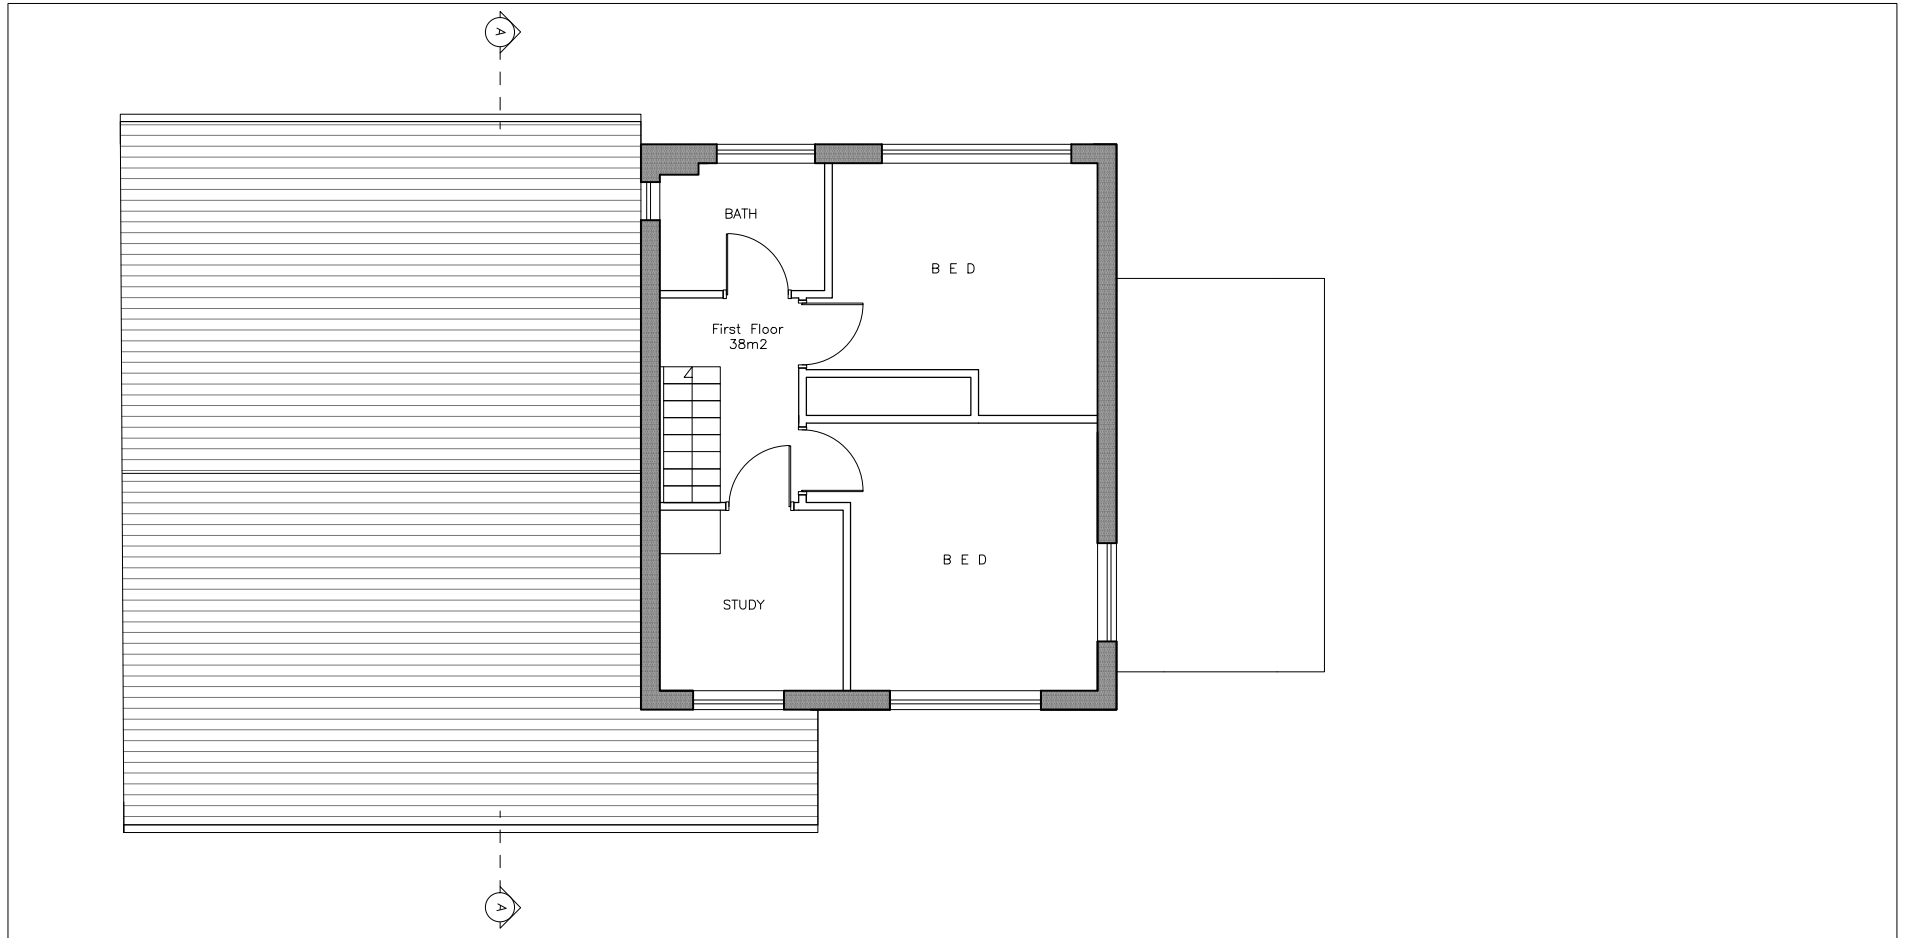 A
BATH
B E D
First Floor
38m2
B E D
STUDY
A